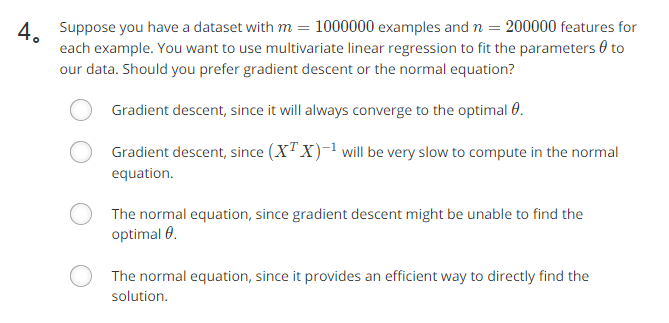 4. Suppose you have a dataset with m = 1000000 examples and n = 200000 features for
each example. You want to use multivariate linear regression to fit the parameters θ to
our data. Should you prefer gradient descent or the normal equation?
Gradient descent, since it will always converge to the optimal θ.
Gradient descent, since (XᵀX)⁻¹ will be very slow to compute in the normal
equation.
The normal equation, since gradient descent might be unable to find the
optimal θ.
The normal equation, since it provides an efficient way to directly find the
solution.